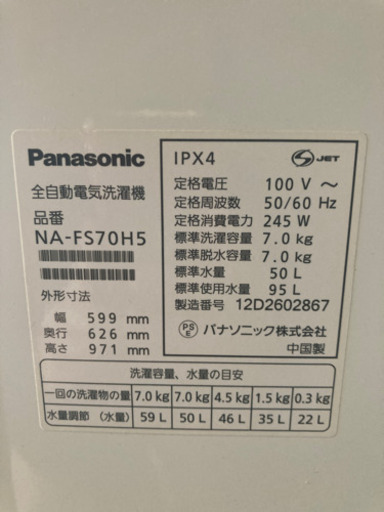 Panasonic
全自動電気洗濯機
品番
NA-FS70H5
外形寸法
幅 599 mm
奥行 626 mm
高さ 971 mm
IPX4 S JET
定格電圧 100 V ～
定格周波数 50/60 Hz
定格消費電力 245 W
標準洗濯容量 7.0 kg
標準脱水容量 7.0 kg
標準水量 50 L
標準使用水量 95 L
製造番号 12D2602867
PS E パナソニック株式会社
中国製
洗濯容量、水量の目安
一回の洗濯物の量 7.0 kg 7.0 kg 4.5 kg 1.5 kg 0.3 kg
水量調節 (水量) 59 L 50 L 46 L 35 L 22 L